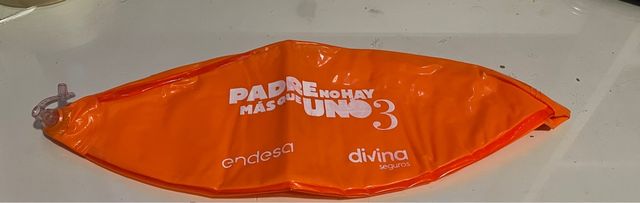 PADRE NO HAY
MÁS QUE UNO 3
endesa
divina
seguros